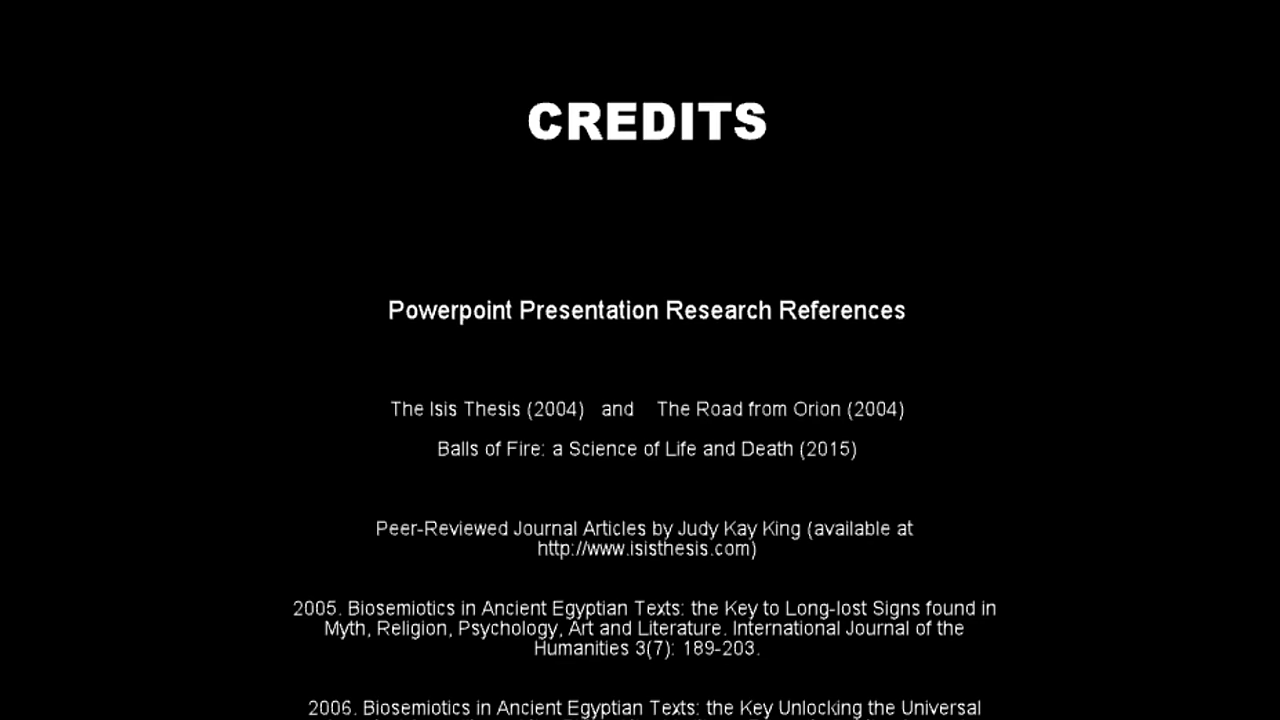 CREDITS
Powerpoint Presentation Research References
The Isis Thesis (2004) and The Road from Orion (2004)
Balls of Fire: a Science of Life and Death (2015)
Peer-Reviewed Journal Articles by Judy Kay King (available at
http://www.isisthesis.com)
2005. Biosemiotics in Ancient Egyptian Texts: the Key to Long-lost Signs found in
Myth, Religion, Psychology, Art and Literature. International Journal of the
Humanities 3(7): 189-203.
2006. Biosemiotics in Ancient Egyptian Texts: the Key Unlocking the Universal